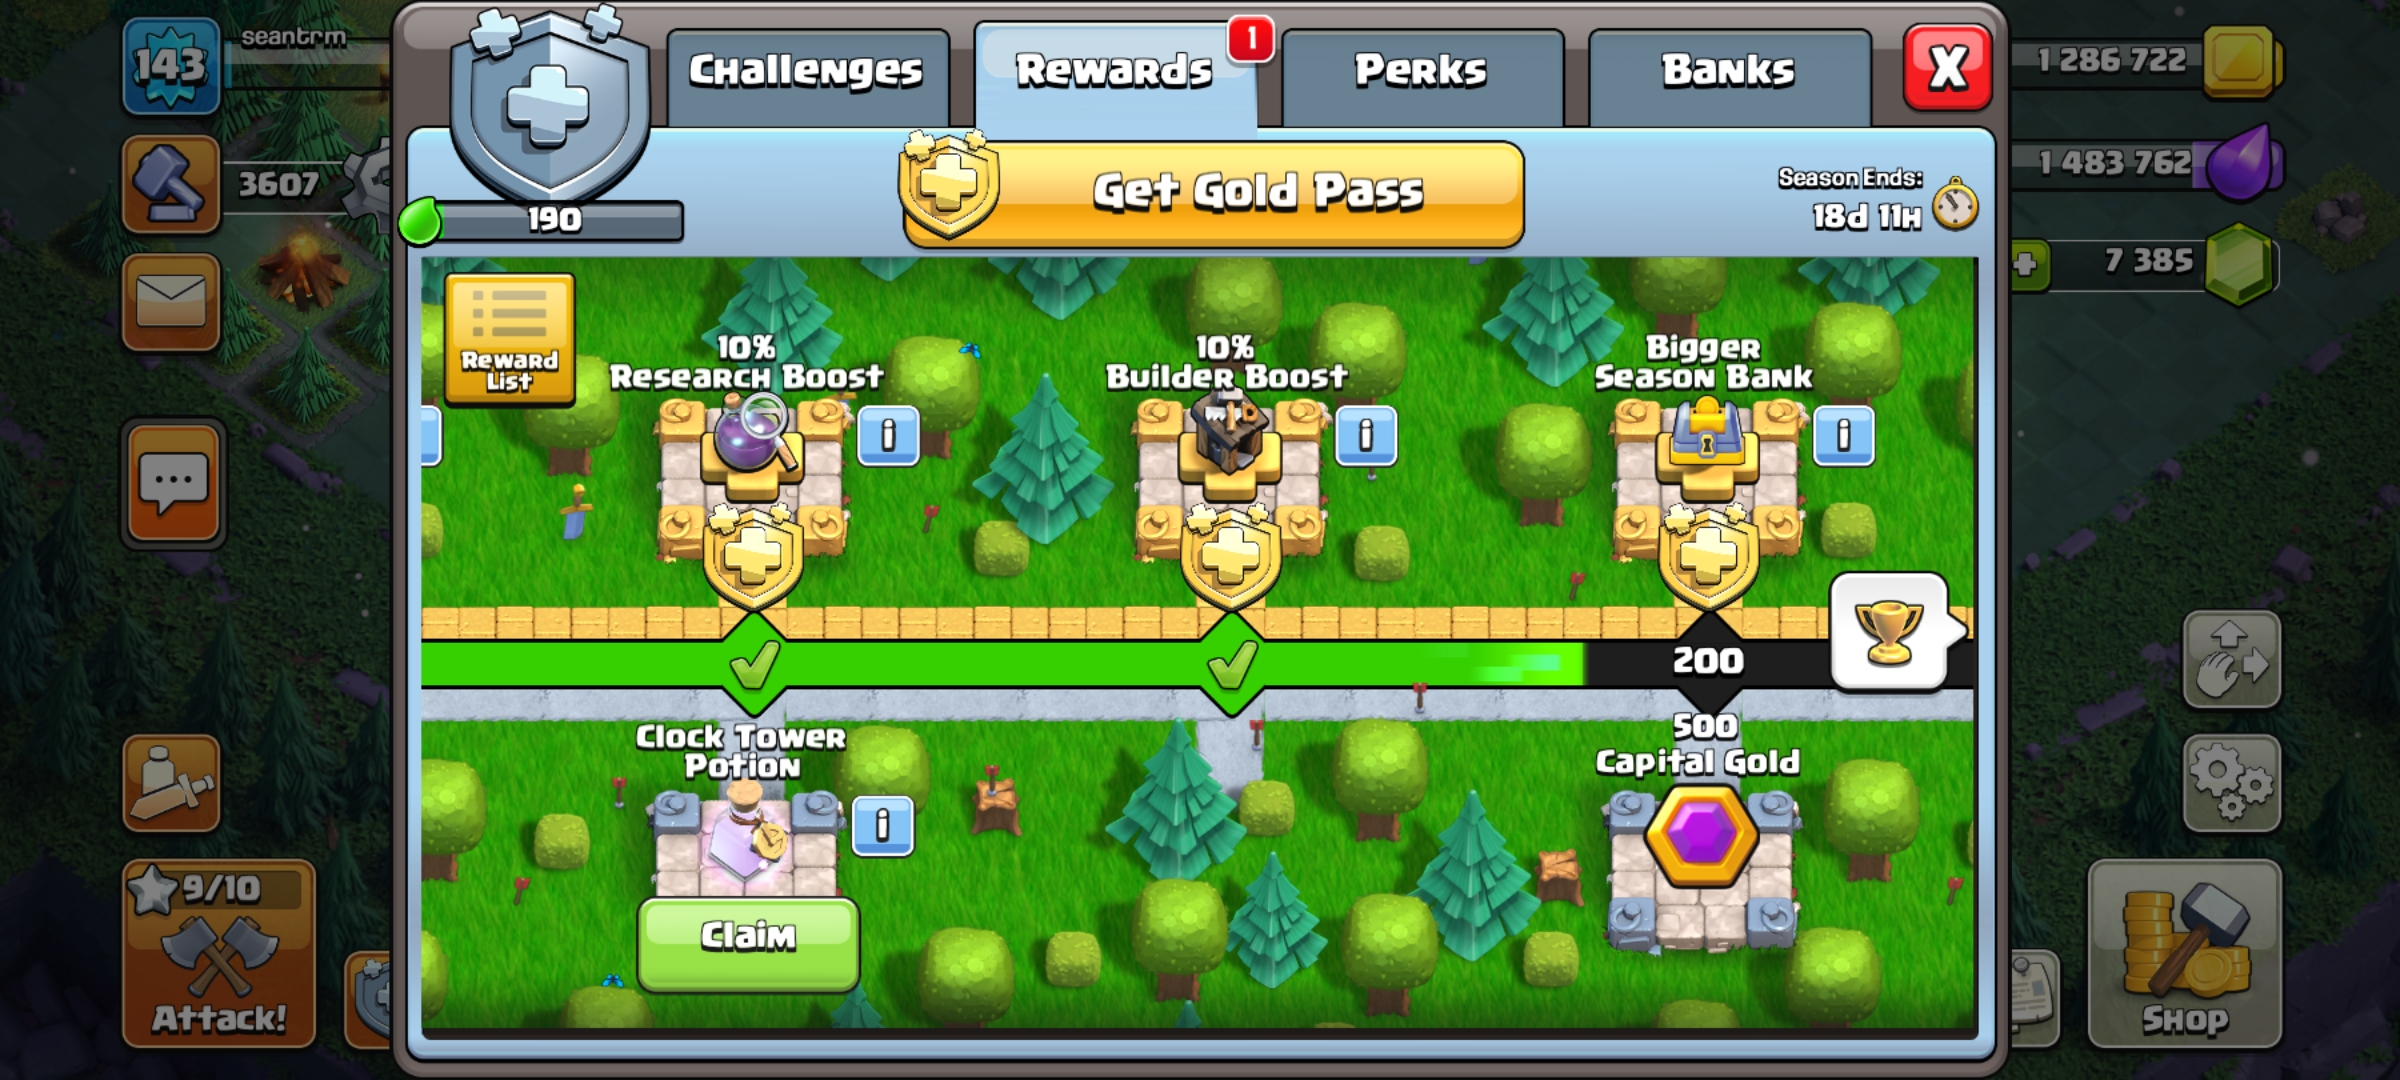 143
seantrm
Challenges
Rewards
1
Perks
Banks
X
1 286 722
3607
190
Get Gold Pass
Season Ends:
18d 11h
1 483 762
7 385
Reward
List
10%
Research Boost
10%
Builder Boost
Bigger
Season Bank
200
Clock Tower
Potion
500
Capital Gold
Claim
9/10
Attack!
Shop